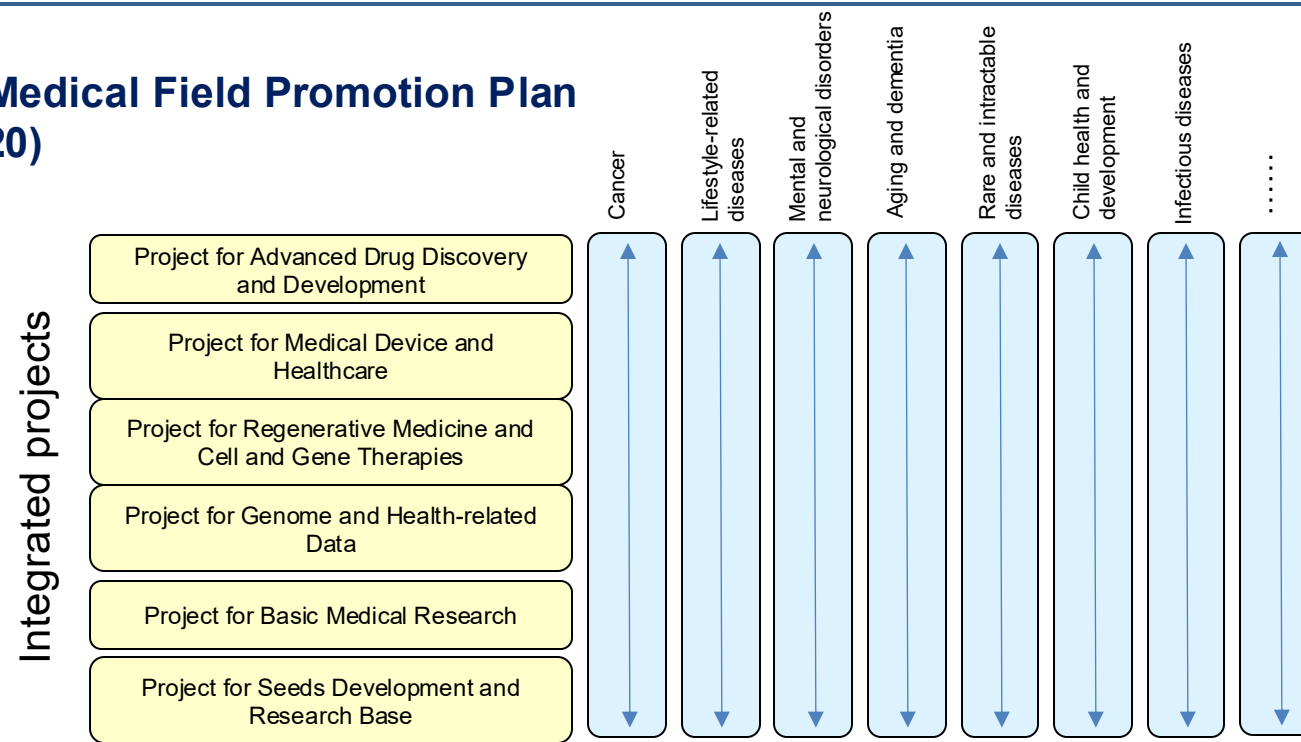 Medical Field Promotion Plan
20)
Cancer
Lifestyle-related
diseases
Mental and
neurological disorders
Aging and dementia
Rare and intractable
diseases
Child health and
development
Infectious diseases
......
Integrated projects
Project for Advanced Drug Discovery
and Development
Project for Medical Device and
Healthcare
Project for Regenerative Medicine and
Cell and Gene Therapies
Project for Genome and Health-related
Data
Project for Basic Medical Research
Project for Seeds Development and
Research Base